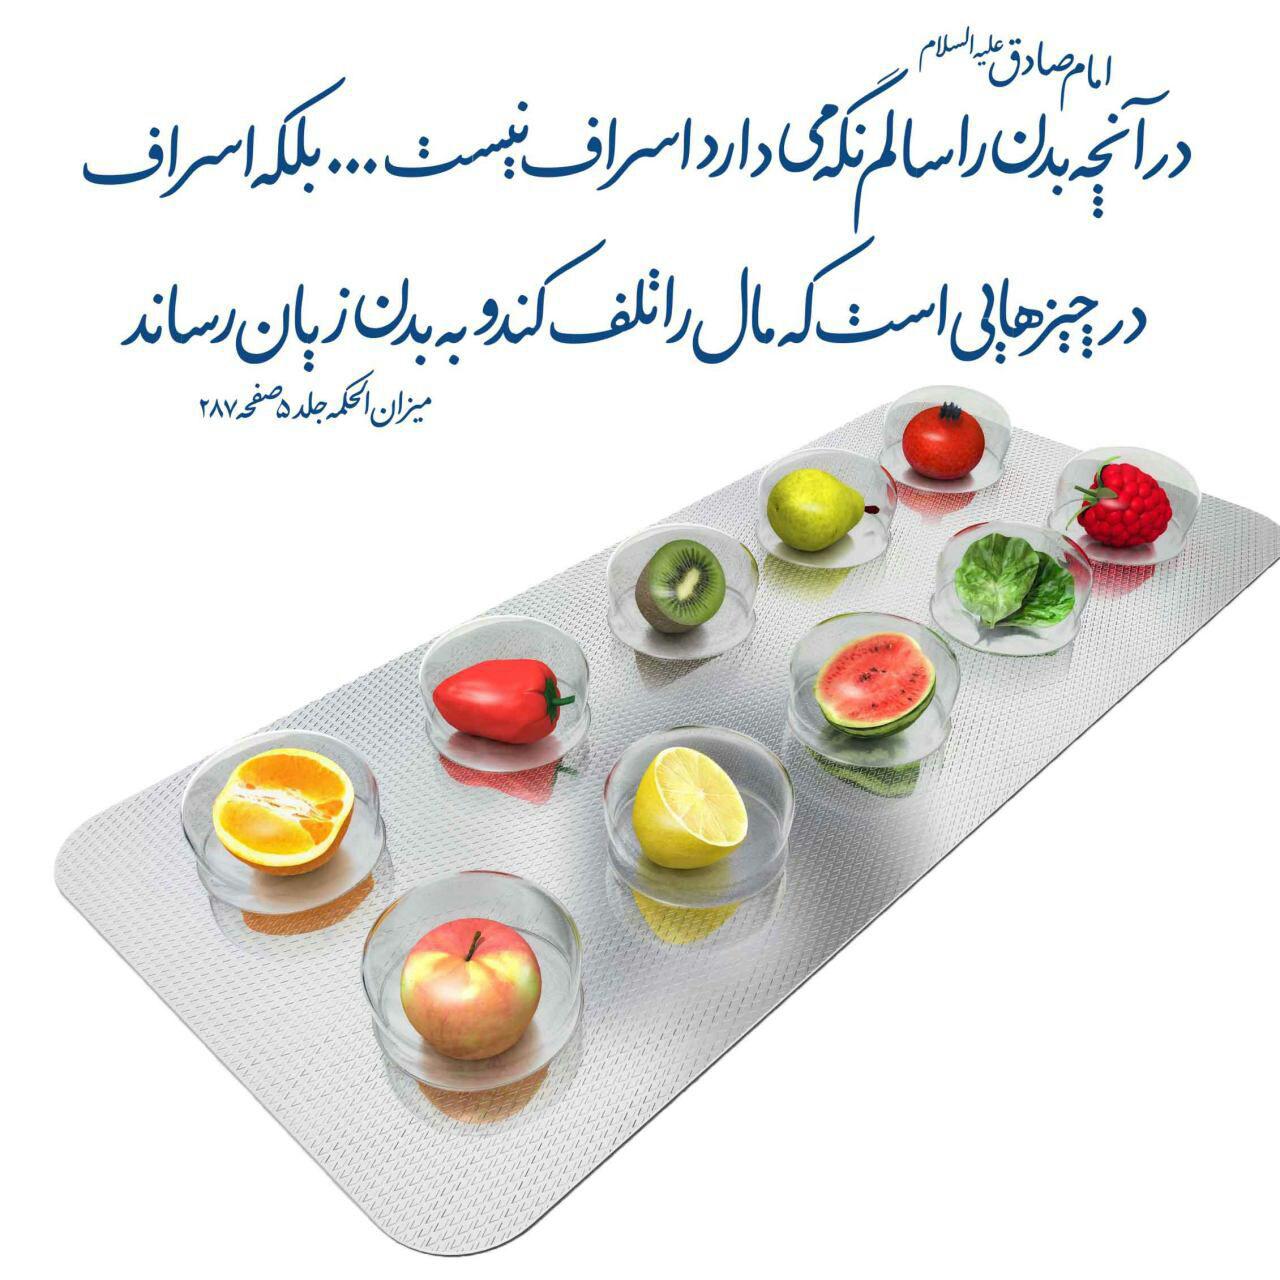 امام صادق علیه السلام
در آنچه بدن را سالم نگه می دارد اسراف نیست ... بلکه اسراف
در چیزهایی است که مال را تلف کند و به بدن زیان رساند
میزان الحکمه جلد ۵ صفحه ۲۸۷